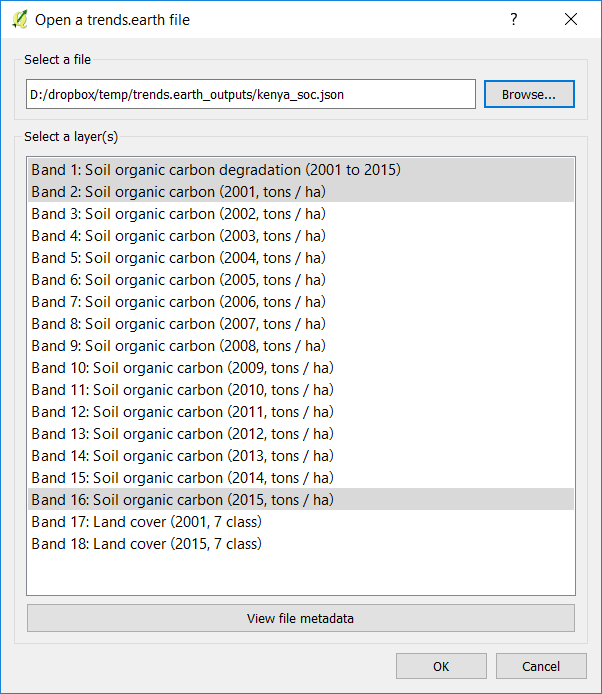 Open a trends.earth file
?
Select a file
D:/dropbox/temp/trends.earth_outputs/kenya_soc.json
Browse...
Select a layer(s)
Band 1: Soil organic carbon degradation (2001 to 2015)
Band 2: Soil organic carbon (2001, tons / ha)
Band 3: Soil organic carbon (2002, tons / ha)
Band 4: Soil organic carbon (2003, tons / ha)
Band 5: Soil organic carbon (2004, tons / ha)
Band 6: Soil organic carbon (2005, tons / ha)
Band 7: Soil organic carbon (2006, tons / ha)
Band 8: Soil organic carbon (2007, tons / ha)
Band 9: Soil organic carbon (2008, tons / ha)
Band 10: Soil organic carbon (2009, tons / ha)
Band 11: Soil organic carbon (2010, tons / ha)
Band 12: Soil organic carbon (2011, tons / ha)
Band 13: Soil organic carbon (2012, tons / ha)
Band 14: Soil organic carbon (2013, tons / ha)
Band 15: Soil organic carbon (2014, tons / ha)
Band 16: Soil organic carbon (2015, tons / ha)
Band 17: Land cover (2001, 7 class)
Band 18: Land cover (2015, 7 class)
View file metadata
OK
Cancel